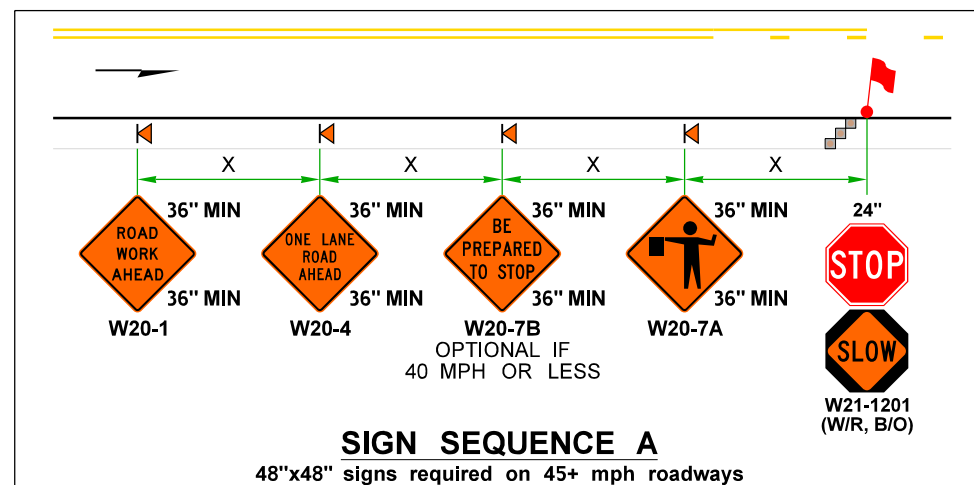 X X X X
36" MIN 36" MIN 36" MIN 36" MIN 24"
ROAD
WORK
AHEAD
ONE LANE
ROAD
AHEAD
BE
PREPARED
TO STOP
STOP
36" MIN 36" MIN 36" MIN 36" MIN
W20-1 W20-4 W20-7B W20-7A
OPTIONAL IF
40 MPH OR LESS
SLOW
W21-1201
(W/R, B/O)
SIGN SEQUENCE A
48"x48" signs required on 45+ mph roadways